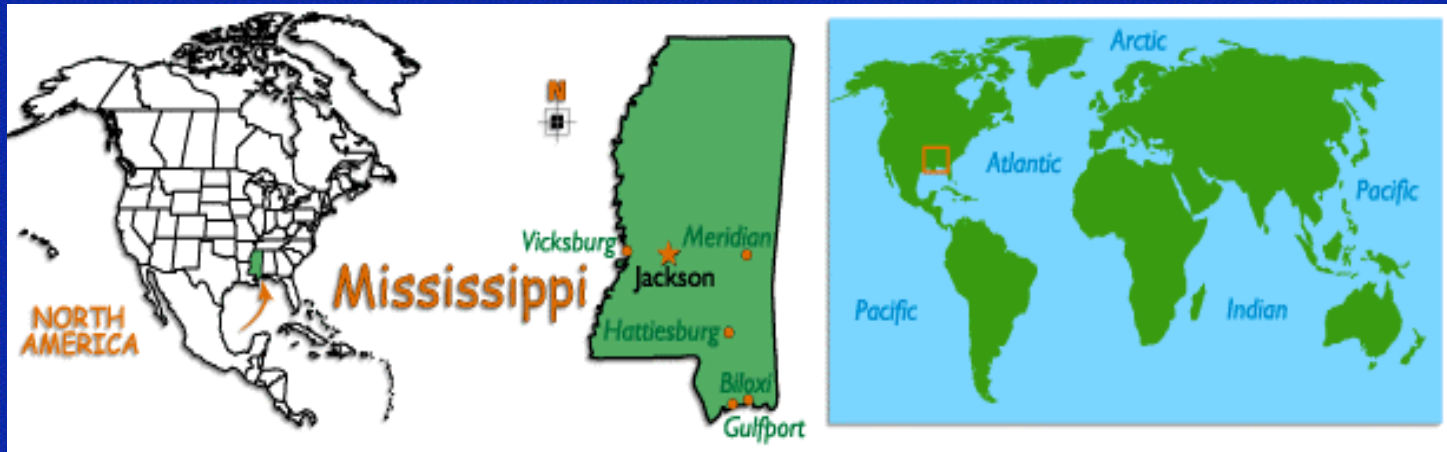 NORTH
AMERICA
Mississippi
N
Vicksburg
Meridian
Jackson
Hattiesburg
Biloxi
Gulfport
Arctic
Atlantic
Pacific
Pacific
Indian